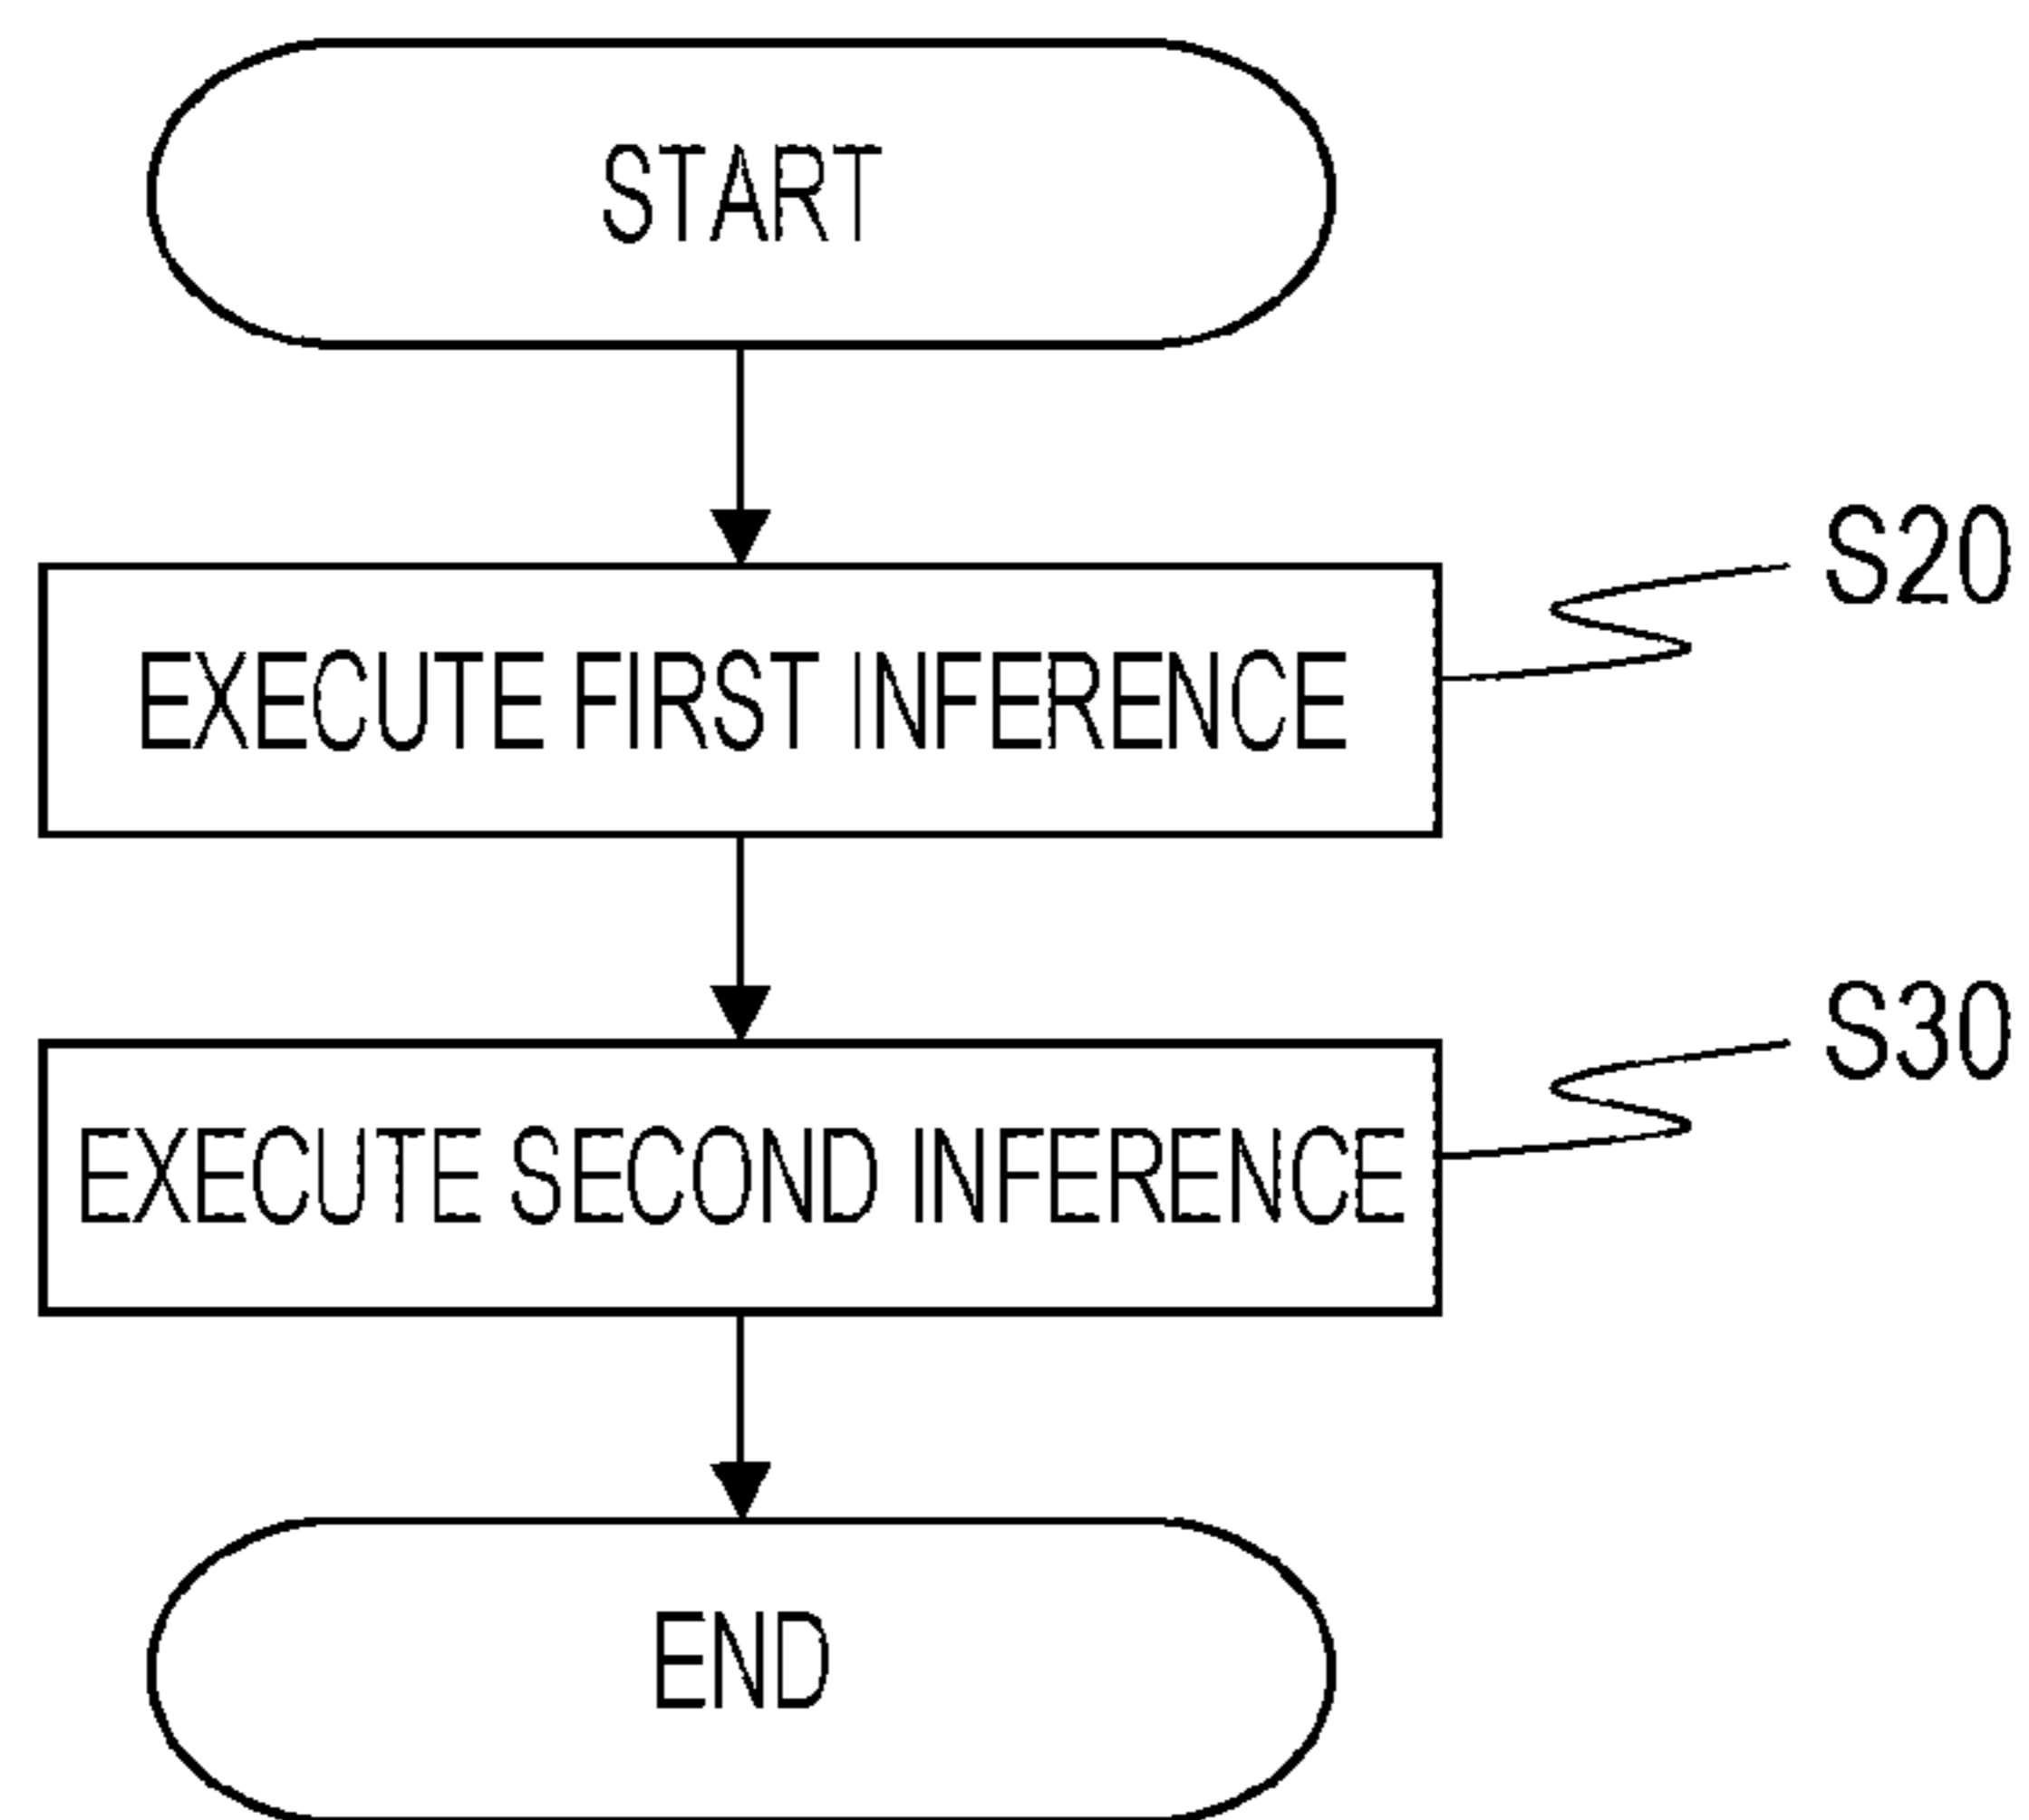 START
S20
EXECUTE FIRST INFERENCE
S30
EXECUTE SECOND INFERENCE
END